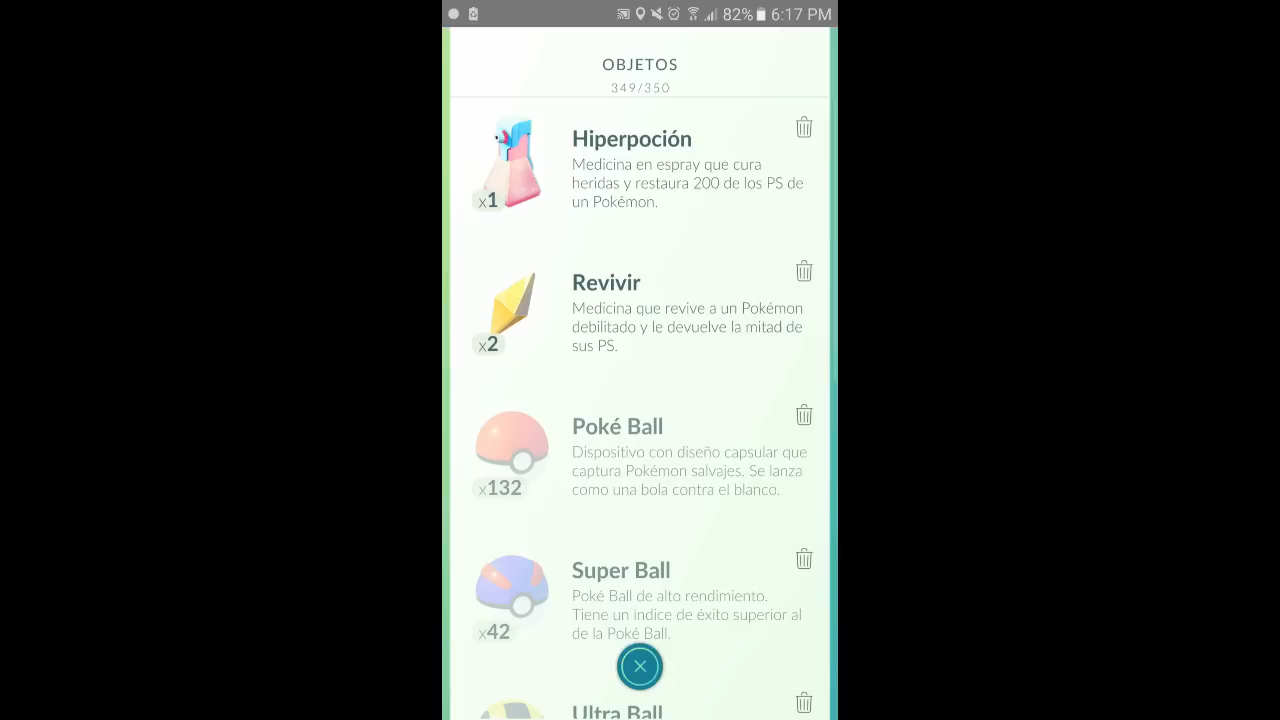 82% 6:17 PM
OBJETOS
349/350
Hiperpoción
Medicina en espray que cura
heridas y restaura 200 de los PS de
un Pokémon.
x1
Revivir
Medicina que revive a un Pokémon
debilitado y le devuelve la mitad de
sus PS.
x2
Poké Ball
Dispositivo con diseño capsular que
captura Pokémon salvajes. Se lanza
como una bola contra el blanco.
x132
Super Ball
Poké Ball de alto rendimiento.
Tiene un índice de éxito superior al
de la Poké Ball.
x42
Ultra Ball